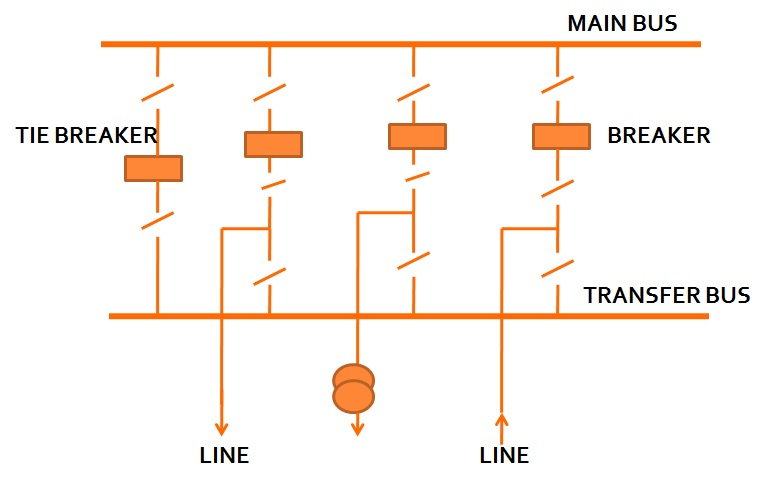 MAIN BUS
TIE BREAKER
BREAKER
TRANSFER BUS
LINE
LINE